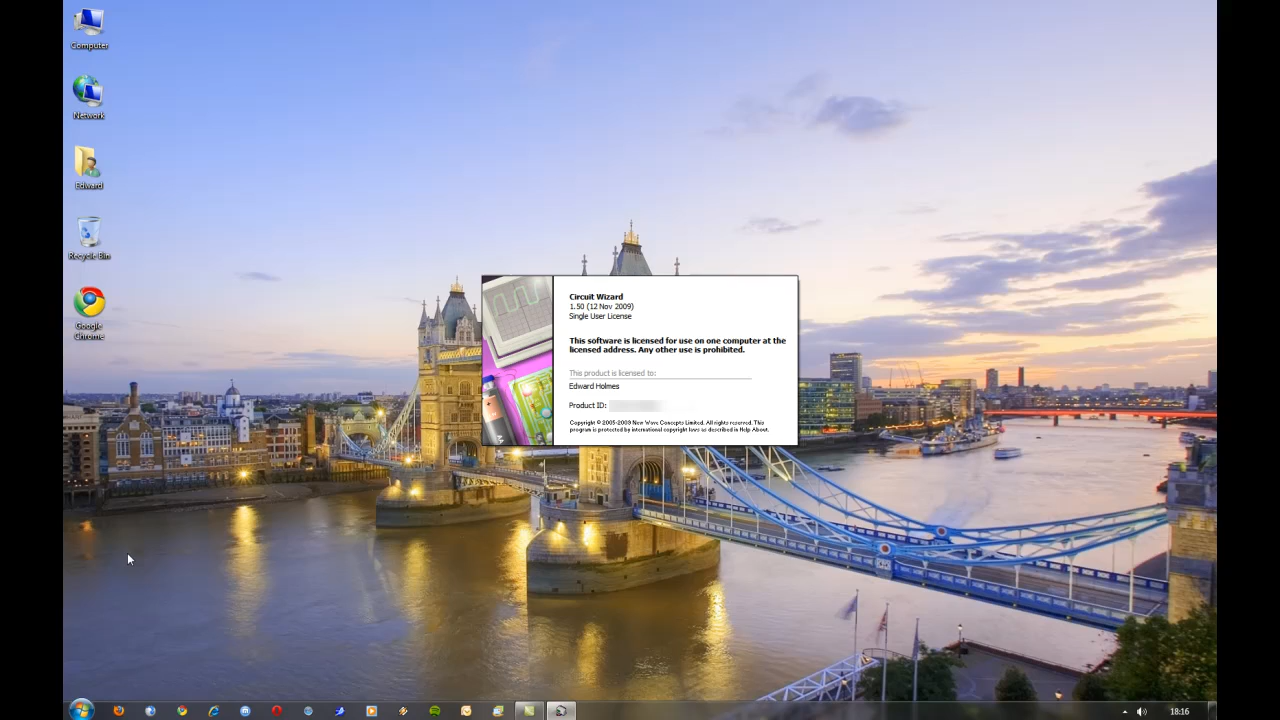 Computer
Network
Edward
Recycle Bin
Google
Chrome
Circuit Wizard
1.50 (12 Nov 2009)
Single User License
This software is licensed for use on one computer at the
licensed address. Any other use is prohibited.
This product is licensed to:
Edward Holmes
Product ID:
Copyright © 2005-2009 New Wave Concepts Limited. All rights reserved. This
program is protected by international copyright laws as described in Help About.
18:16